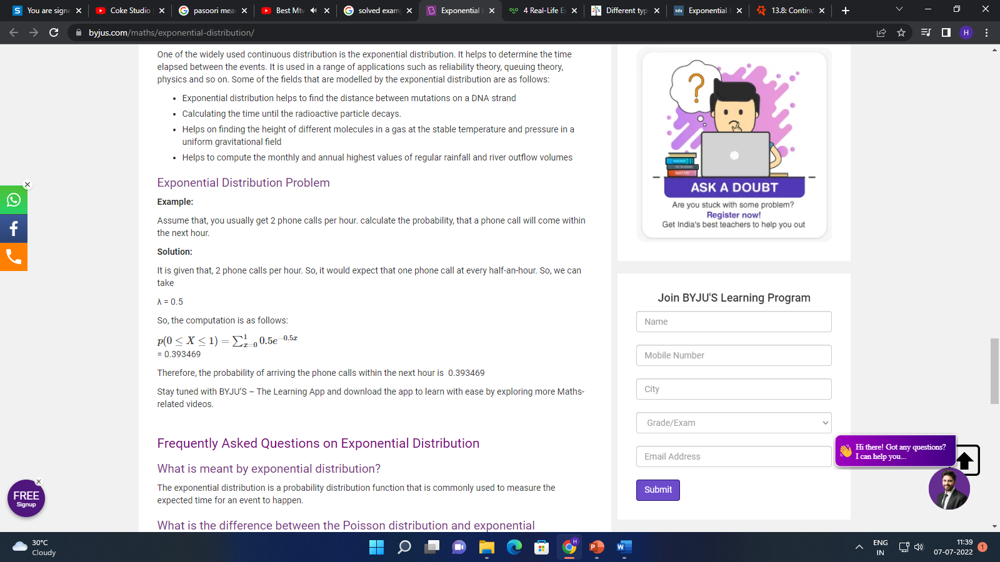 You are signe
Coke Studio
pasoori mea
Best Mtv
solved exam
Exponential
4 Real-Life E
Different typ
Exponential
13.8: Continu
byjus.com/maths/exponential-distribution/
H
One of the widely used continuous distribution is the exponential distribution. It helps to determine the time
elapsed between the events. It is used in a range of applications such as reliability theory, queuing theory,
physics and so on. Some of the fields that are modelled by the exponential distribution are as follows:
• Exponential distribution helps to find the distance between mutations on a DNA strand
• Calculating the time until the radioactive particle decays.
• Helps on finding the height of different molecules in a gas at the stable temperature and pressure in a
uniform gravitational field
• Helps to compute the monthly and annual highest values of regular rainfall and river outflow volumes
Exponential Distribution Problem
Example:
Assume that, you usually get 2 phone calls per hour. calculate the probability, that a phone call will come within
the next hour.
Solution:
It is given that, 2 phone calls per hour. So, it would expect that one phone call at every half-an-hour. So, we can
take
λ = 0.5
So, the computation is as follows:
p(0 ≤ X ≤ 1) = ∑¹ₓ₌₀ 0.5e⁻⁰·⁵ˣ
= 0.393469
Therefore, the probability of arriving the phone calls within the next hour is 0.393469
Stay tuned with BYJU'S – The Learning App and download the app to learn with ease by exploring more Maths-
related videos.
Frequently Asked Questions on Exponential Distribution
What is meant by exponential distribution?
The exponential distribution is a probability distribution function that is commonly used to measure the
expected time for an event to happen.
What is the difference between the Poisson distribution and exponential
?
MATHS
ASK A DOUBT
Are you stuck with some problem?
Register now!
Get India's best teachers to help you out
Join BYJU'S Learning Program
Name
Mobile Number
City
Grade/Exam
Email Address
Submit
Hi there! Got any questions?
I can help you...
FREE
Signup
30°C
Cloudy
ENG
IN
11:39
07-07-2022
1